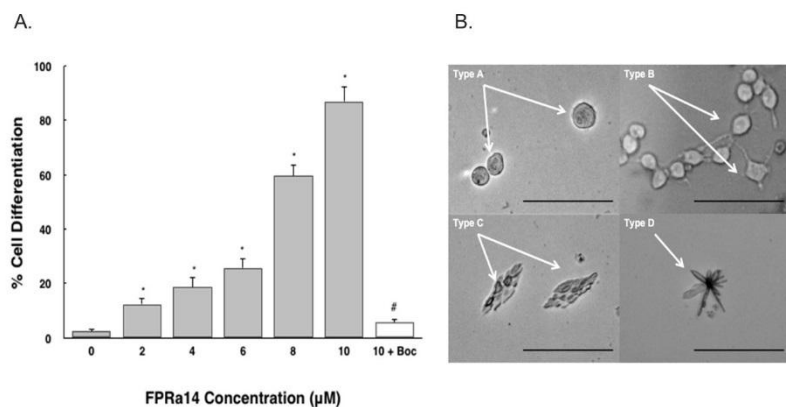 A.
% Cell Differentiation
100
80
60
40
20
0
*
*
*
*
*
#
0 2 4 6 8 10 10 + Boc
FPRa14 Concentration (µM)
B.
Type A
Type B
Type C
Type D